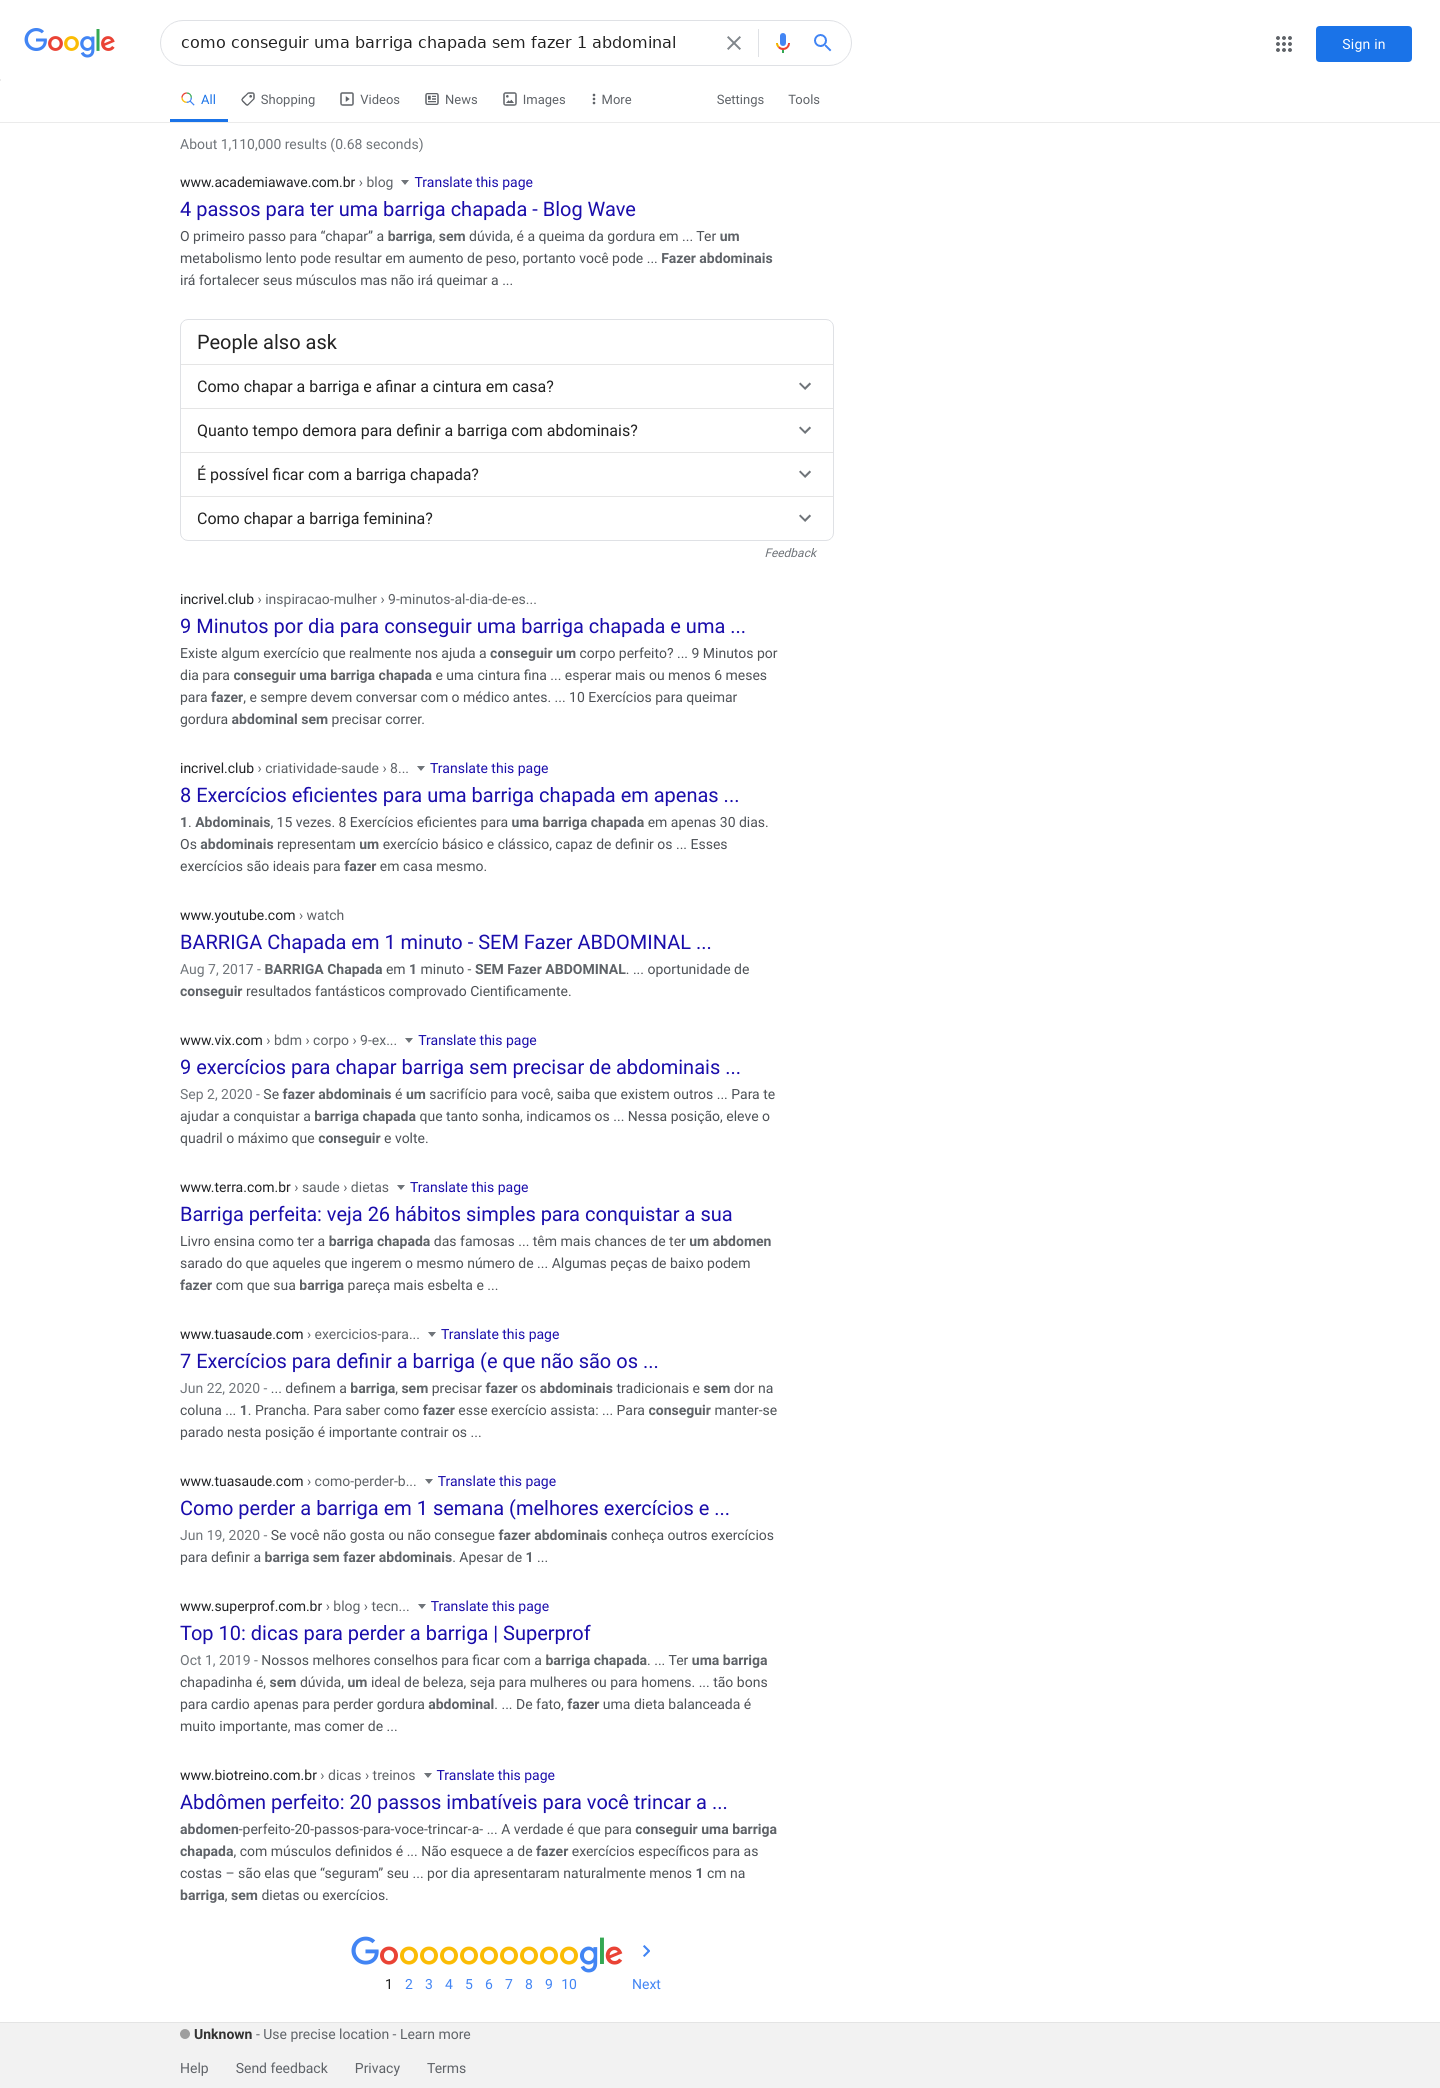 Google
como conseguir uma barriga chapada sem fazer 1 abdominal
Sign in
All Shopping Videos News Images More Settings Tools
About 1,110,000 results (0.68 seconds)
www.academiawave.com.br › blog Translate this page
4 passos para ter uma barriga chapada - Blog Wave
O primeiro passo para “chapar” a barriga, sem dúvida, é a queima da gordura em ... Ter um
metabolismo lento pode resultar em aumento de peso, portanto você pode ... Fazer abdominais
irá fortalecer seus músculos mas não irá queimar a ...
People also ask
Como chapar a barriga e afinar a cintura em casa?
Quanto tempo demora para definir a barriga com abdominais?
É possível ficar com a barriga chapada?
Como chapar a barriga feminina?
Feedback
incrivel.club › inspiracao-mulher › 9-minutos-al-dia-de-es...
9 Minutos por dia para conseguir uma barriga chapada e uma ...
Existe algum exercício que realmente nos ajuda a conseguir um corpo perfeito? ... 9 Minutos por
dia para conseguir uma barriga chapada e uma cintura fina ... esperar mais ou menos 6 meses
para fazer, e sempre devem conversar com o médico antes. ... 10 Exercícios para queimar
gordura abdominal sem precisar correr.
incrivel.club › criatividade-saude › 8... Translate this page
8 Exercícios eficientes para uma barriga chapada em apenas ...
1. Abdominais, 15 vezes. 8 Exercícios eficientes para uma barriga chapada em apenas 30 dias.
Os abdominais representam um exercício básico e clássico, capaz de definir os ... Esses
exercícios são ideais para fazer em casa mesmo.
www.youtube.com › watch
BARRIGA Chapada em 1 minuto - SEM Fazer ABDOMINAL ...
Aug 7, 2017 - BARRIGA Chapada em 1 minuto - SEM Fazer ABDOMINAL. ... oportunidade de
conseguir resultados fantásticos comprovado Cientificamente.
www.vix.com › bdm › corpo › 9-ex... Translate this page
9 exercícios para chapar barriga sem precisar de abdominais ...
Sep 2, 2020 - Se fazer abdominais é um sacrifício para você, saiba que existem outros ... Para te
ajudar a conquistar a barriga chapada que tanto sonha, indicamos os ... Nessa posição, eleve o
quadril o máximo que conseguir e volte.
www.terra.com.br › saude › dietas Translate this page
Barriga perfeita: veja 26 hábitos simples para conquistar a sua
Livro ensina como ter a barriga chapada das famosas ... têm mais chances de ter um abdomen
sarado do que aqueles que ingerem o mesmo número de ... Algumas peças de baixo podem
fazer com que sua barriga pareça mais esbelta e ...
www.tuasaude.com › exercicios-para... Translate this page
7 Exercícios para definir a barriga (e que não são os ...
Jun 22, 2020 - ... definem a barriga, sem precisar fazer os abdominais tradicionais e sem dor na
coluna ... 1. Prancha. Para saber como fazer esse exercício assista: ... Para conseguir manter-se
parado nesta posição é importante contrair os ...
www.tuasaude.com › como-perder-b... Translate this page
Como perder a barriga em 1 semana (melhores exercícios e ...
Jun 19, 2020 - Se você não gosta ou não consegue fazer abdominais conheça outros exercícios
para definir a barriga sem fazer abdominais. Apesar de 1 ...
www.superprof.com.br › blog › tecn... Translate this page
Top 10: dicas para perder a barriga | Superprof
Oct 1, 2019 - Nossos melhores conselhos para ficar com a barriga chapada. ... Ter uma barriga
chapadinha é, sem dúvida, um ideal de beleza, seja para mulheres ou para homens. ... tão bons
para cardio apenas para perder gordura abdominal. ... De fato, fazer uma dieta balanceada é
muito importante, mas comer de ...
www.biotreino.com.br › dicas › treinos Translate this page
Abdômen perfeito: 20 passos imbatíveis para você trincar a ...
abdomen-perfeito-20-passos-para-voce-trincar-a- ... A verdade é que para conseguir uma barriga
chapada, com músculos definidos é ... Não esquece a de fazer exercícios específicos para as
costas – são elas que “seguram” seu ... por dia apresentaram naturalmente menos 1 cm na
barriga, sem dietas ou exercícios.
Goooooooooogle
1 2 3 4 5 6 7 8 9 10 Next
Unknown - Use precise location - Learn more
Help Send feedback Privacy Terms